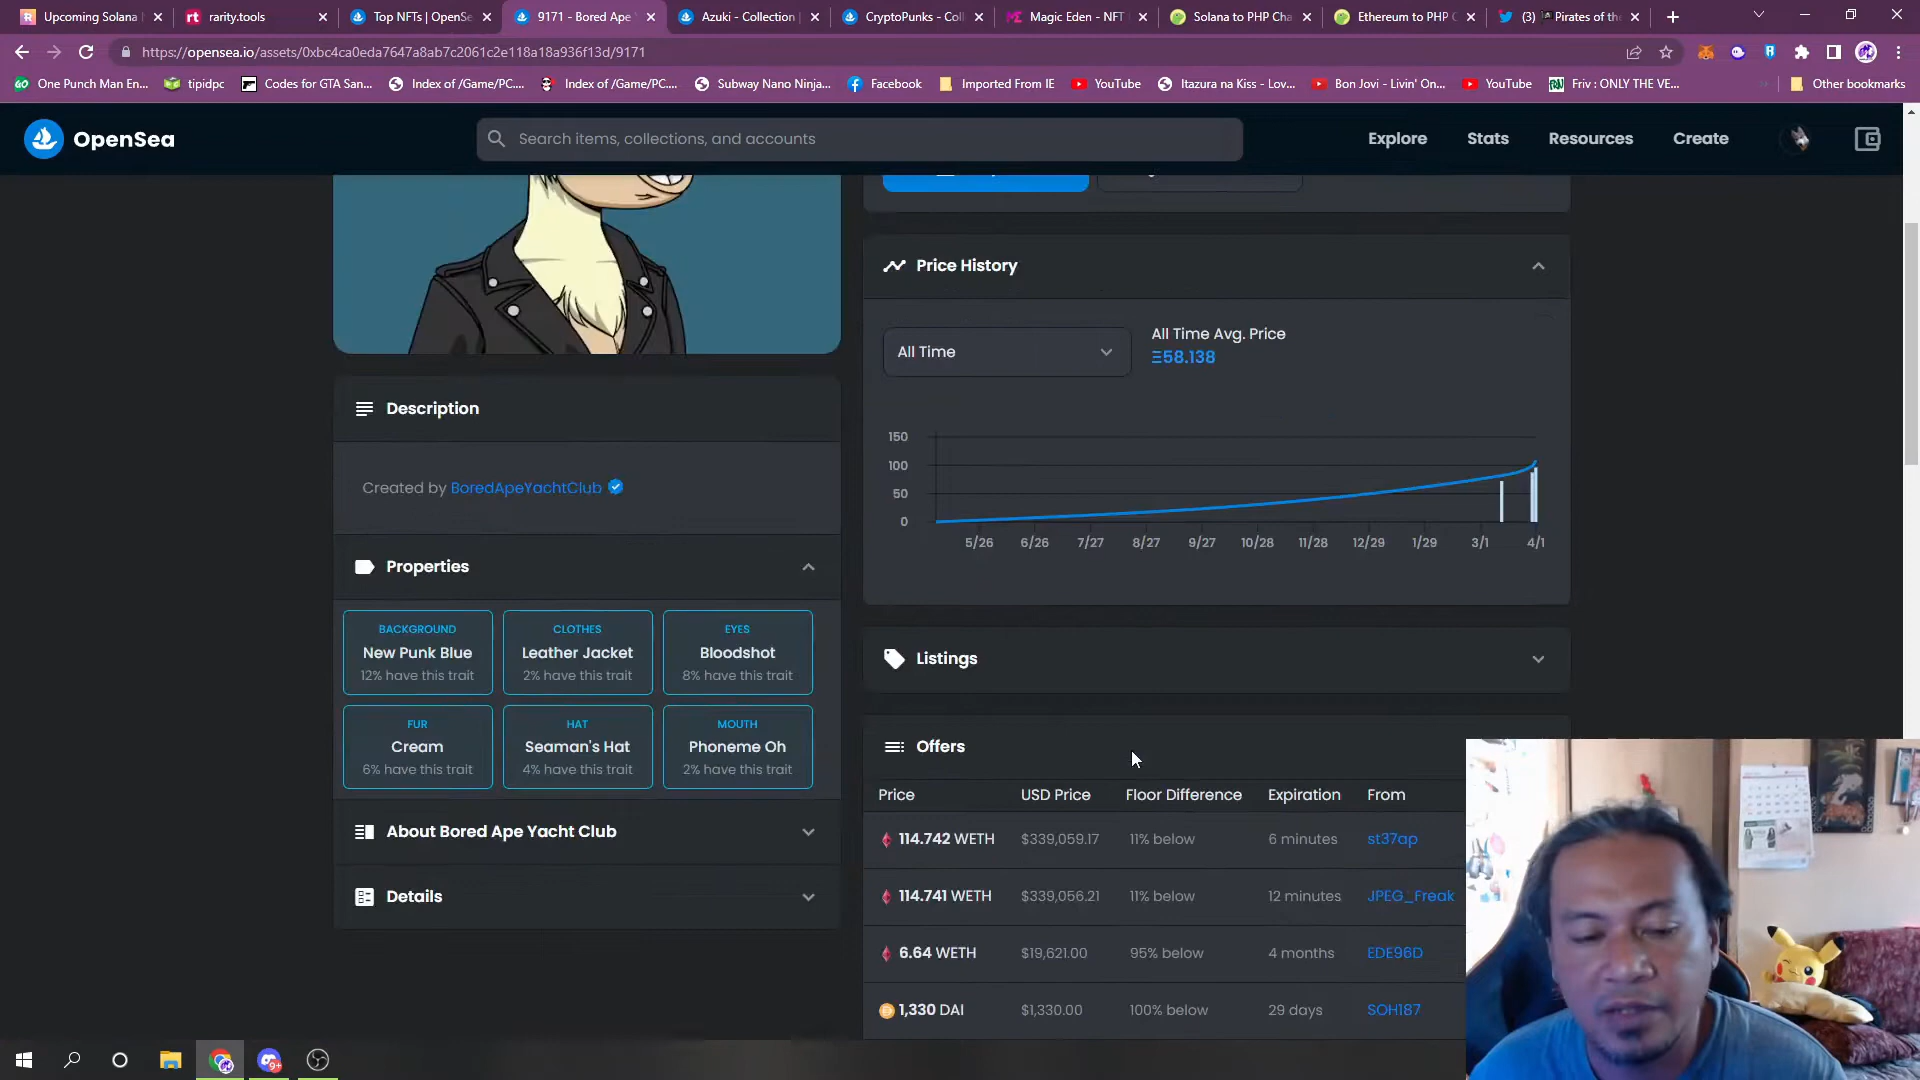 Upcoming Solana
rarity.tools
Top NFTs | OpenSe
9171 - Bored Ape
Azuki - Collection |
CryptoPunks - Coll
Magic Eden - NFT
Solana to PHP Cha
Ethereum to PHP C
(3) Pirates of the
https://opensea.io/assets/0xbc4ca0eda7647a8ab7c2061c2e118a18a936f13d/9171
One Punch Man En...
tipidpc
Codes for GTA San...
Index of /Game/PC....
Index of /Game/PC....
Subway Nano Ninja...
Facebook
Imported From IE
YouTube
Itazura na Kiss - Lov...
Bon Jovi - Livin' On...
YouTube
Friv : ONLY THE VE...
Other bookmarks
OpenSea
Search items, collections, and accounts
Explore
Stats
Resources
Create
Price History
All Time
All Time Avg. Price
Ξ58.138
150
100
50
0
5/26 6/26 7/27 8/27 9/27 10/28 11/28 12/29 1/29 3/1 4/1
Description
Created by BoredApeYachtClub
Properties
BACKGROUND
New Punk Blue
12% have this trait
CLOTHES
Leather Jacket
2% have this trait
EYES
Bloodshot
8% have this trait
FUR
Cream
6% have this trait
HAT
Seaman's Hat
4% have this trait
MOUTH
Phoneme Oh
2% have this trait
About Bored Ape Yacht Club
Details
Listings
Offers
Price USD Price Floor Difference Expiration From
114.742 WETH $339,059.17 11% below 6 minutes st37ap
114.741 WETH $339,056.21 11% below 12 minutes JPEG_Freak
6.64 WETH $19,621.00 95% below 4 months EDE96D
1,330 DAI $1,330.00 100% below 29 days SOH187
9+